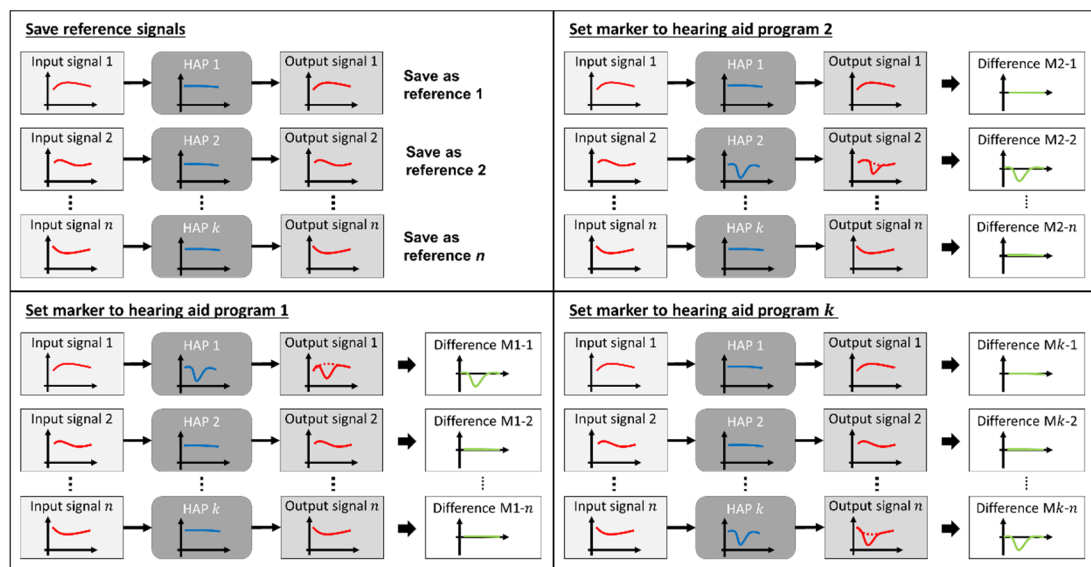 Save reference signals
Input signal 1
HAP 1
Output signal 1
Save as
reference 1
Input signal 2
HAP 2
Output signal 2
Save as
reference 2
Input signal n
HAP k
Output signal n
Save as
reference n
Set marker to hearing aid program 2
Input signal 1
HAP 1
Output signal 1
Difference M2-1
Input signal 2
HAP 2
Output signal 2
Difference M2-2
Input signal n
HAP k
Output signal n
Difference M2-n
Set marker to hearing aid program 1
Input signal 1
HAP 1
Output signal 1
Difference M1-1
Input signal 2
HAP 2
Output signal 2
Difference M1-2
Input signal n
HAP k
Output signal n
Difference M1-n
Set marker to hearing aid program k
Input signal 1
HAP 1
Output signal 1
Difference Mk-1
Input signal 2
HAP 2
Output signal 2
Difference Mk-2
Input signal n
HAP k
Output signal n
Difference Mk-n